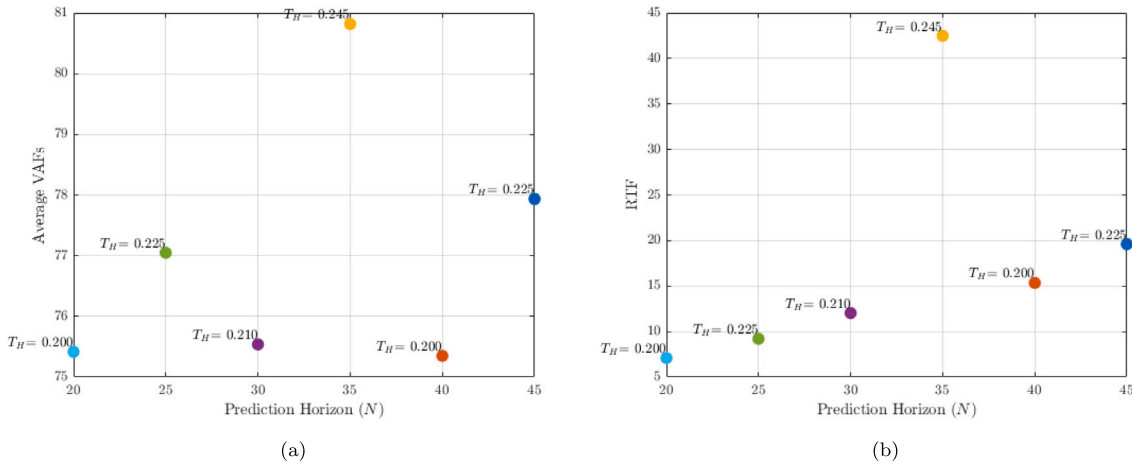 81
80
79
78
77
76
75
20
25
30
35
40
45
Average VAFs
Prediction Horizon (N)
T_H= 0.245
T_H= 0.225
T_H= 0.225
T_H= 0.210
T_H= 0.200
T_H= 0.200
(a)
45
40
35
30
25
20
15
10
5
20
25
30
35
40
45
RTF
Prediction Horizon (N)
T_H= 0.245
T_H= 0.225
T_H= 0.200
T_H= 0.210
T_H= 0.225
T_H= 0.200
(b)